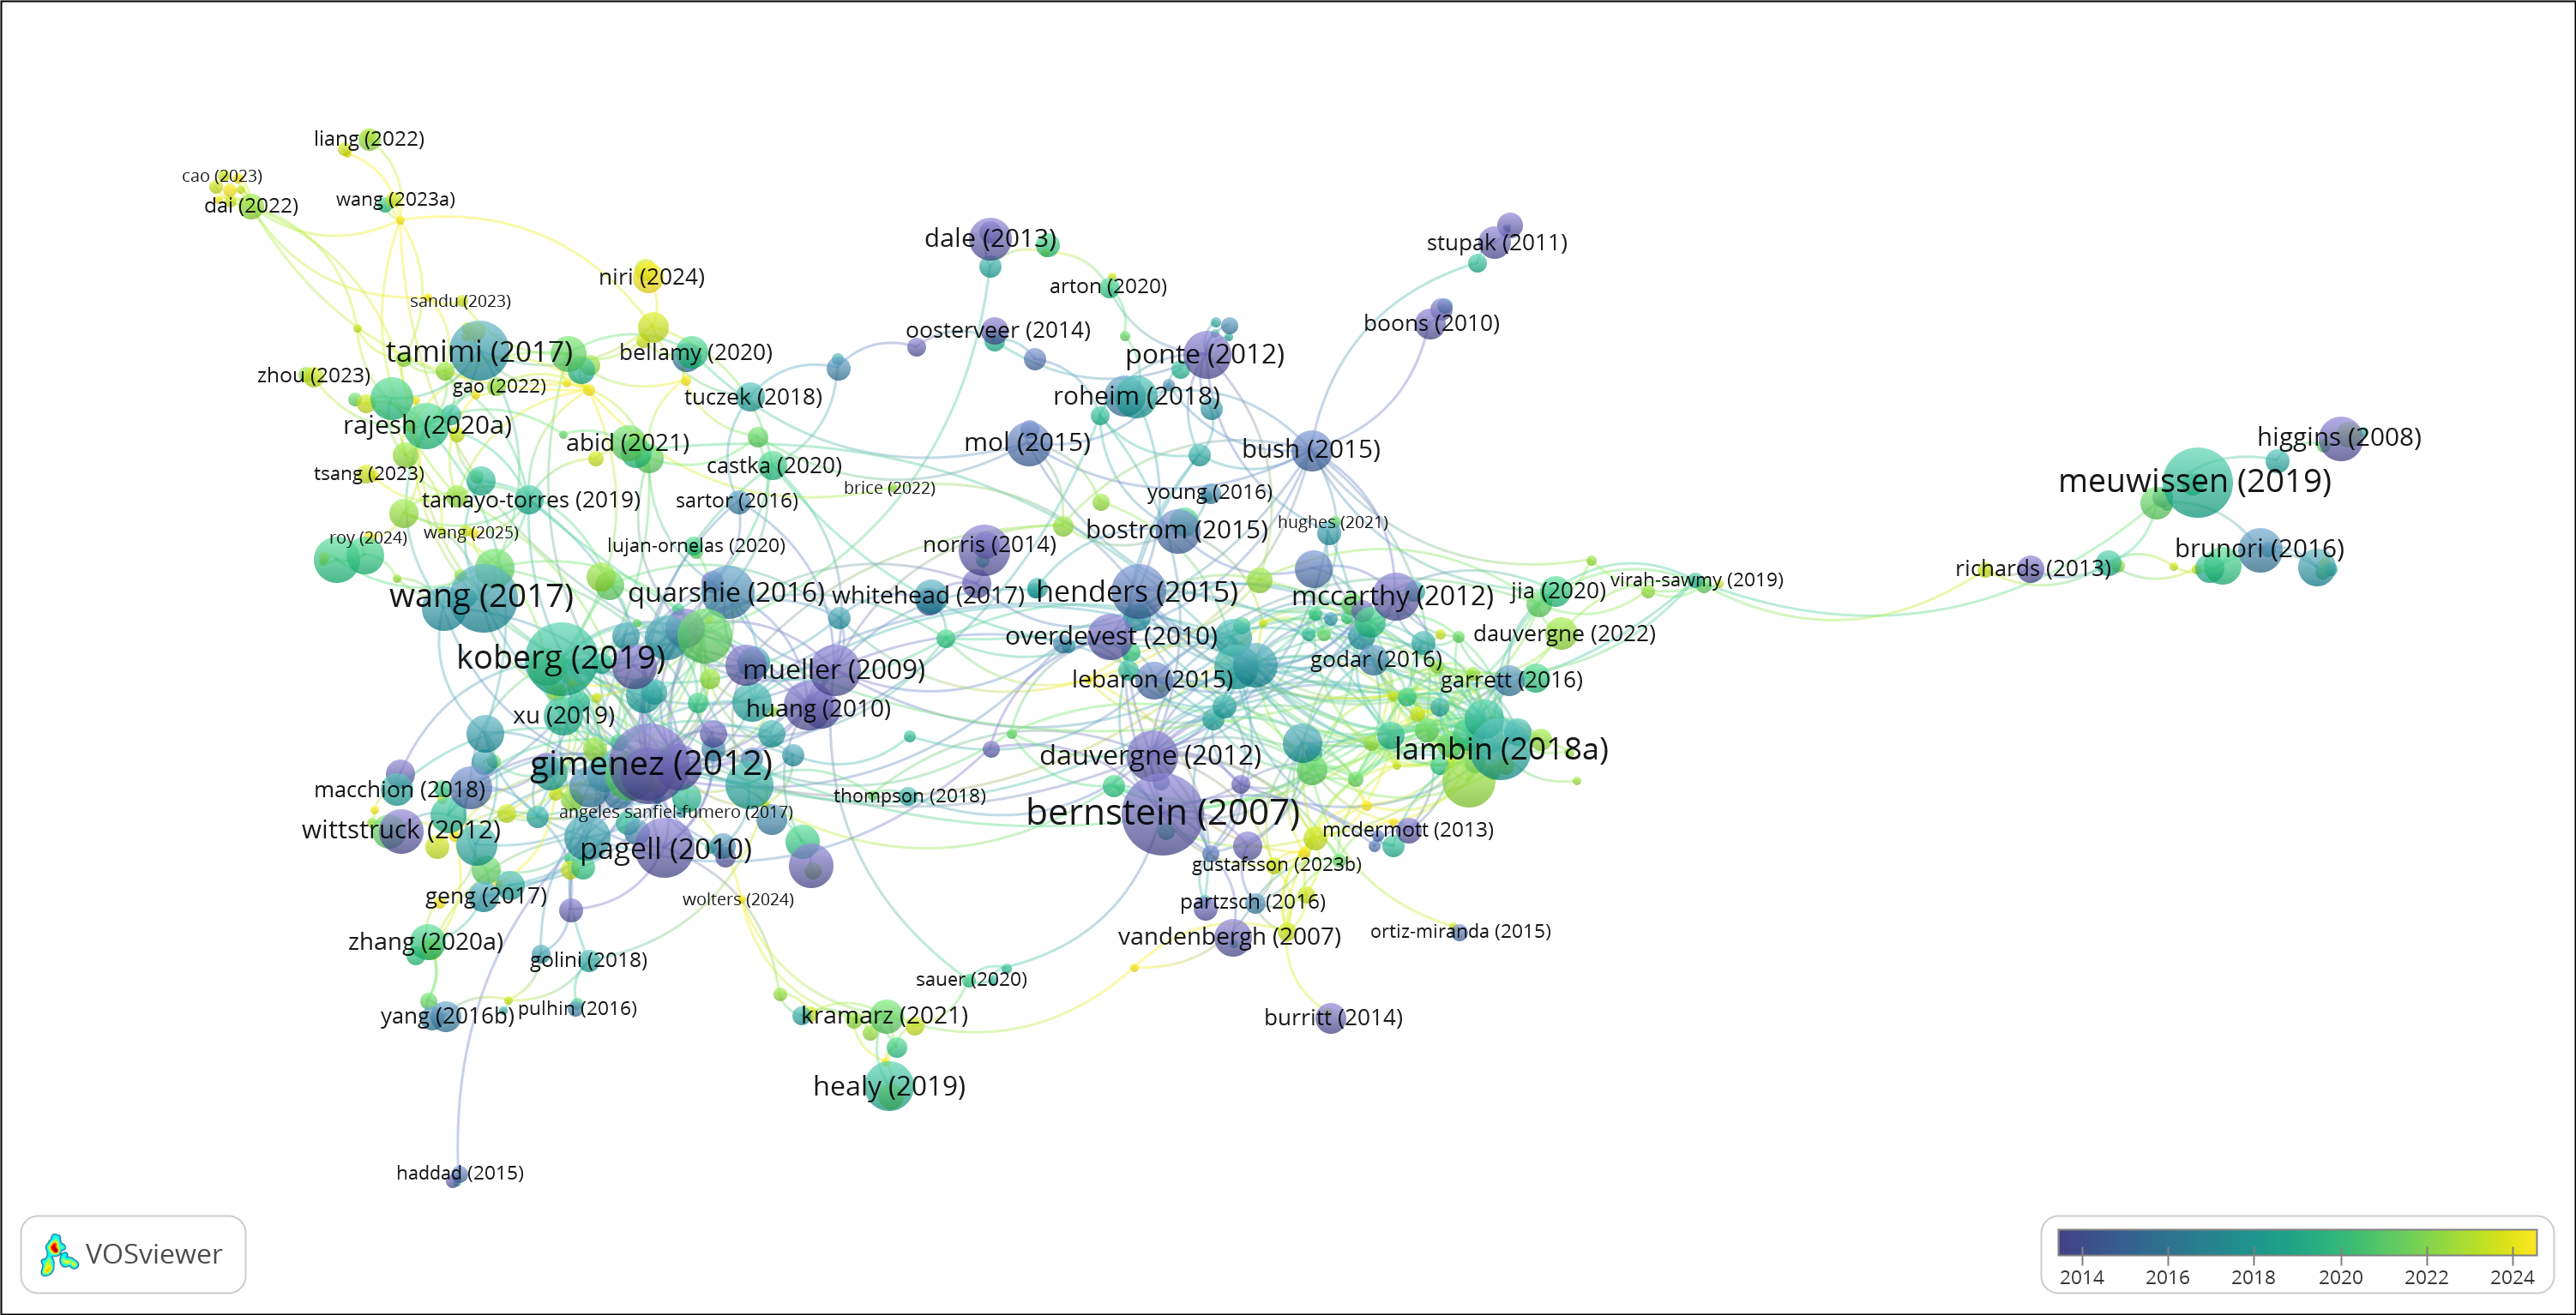 liang (2022)
cao (2023)
dai (2022)
wang (2023a)
dale (2013)
stupak (2011)
niri (2024)
arton (2020)
sandu (2023)
boons (2010)
oosterveer (2014)
tamimi (2017)
bellamy (2020)
ponte (2012)
zhou (2023)
gao (2022)
tuczek (2018)
roheim (2018)
rajesh (2020a)
abid (2021)
mol (2015)
bush (2015)
higgins (2008)
tsang (2023)
castka (2020)
meuwissen (2019)
tamayo-torres (2019)
sartor (2016)
brice (2022)
young (2016)
hughes (2021)
roy (2024)
wang (2025)
lujan-ornelas (2020)
norris (2014)
bostrom (2015)
brunori (2016)
richards (2013)
virah-sawmy (2019)
wang (2017)
quarshie (2016)
whitehead (2017)
henders (2015)
mccarthy (2012)
jia (2020)
overdevest (2010)
dauvergne (2022)
koberg (2019)
mueller (2009)
lebaron (2015)
godar (2016)
garrett (2016)
xu (2019)
huang (2010)
gimenez (2012)
dauvergne (2012)
lambin (2018a)
macchion (2018)
thompson (2018)
angeles sanfiel-fumero (2017)
bernstein (2007)
wittstruck (2012)
mcdermott (2013)
pagell (2010)
gustafsson (2023b)
geng (2017)
wolters (2024)
partzsch (2016)
zhang (2020a)
vandenbergh (2007)
ortiz-miranda (2015)
golini (2018)
sauer (2020)
yang (2016b)
pulhin (2016)
kramarz (2021)
burritt (2014)
healy (2019)
haddad (2015)
VOSviewer
2014 2016 2018 2020 2022 2024